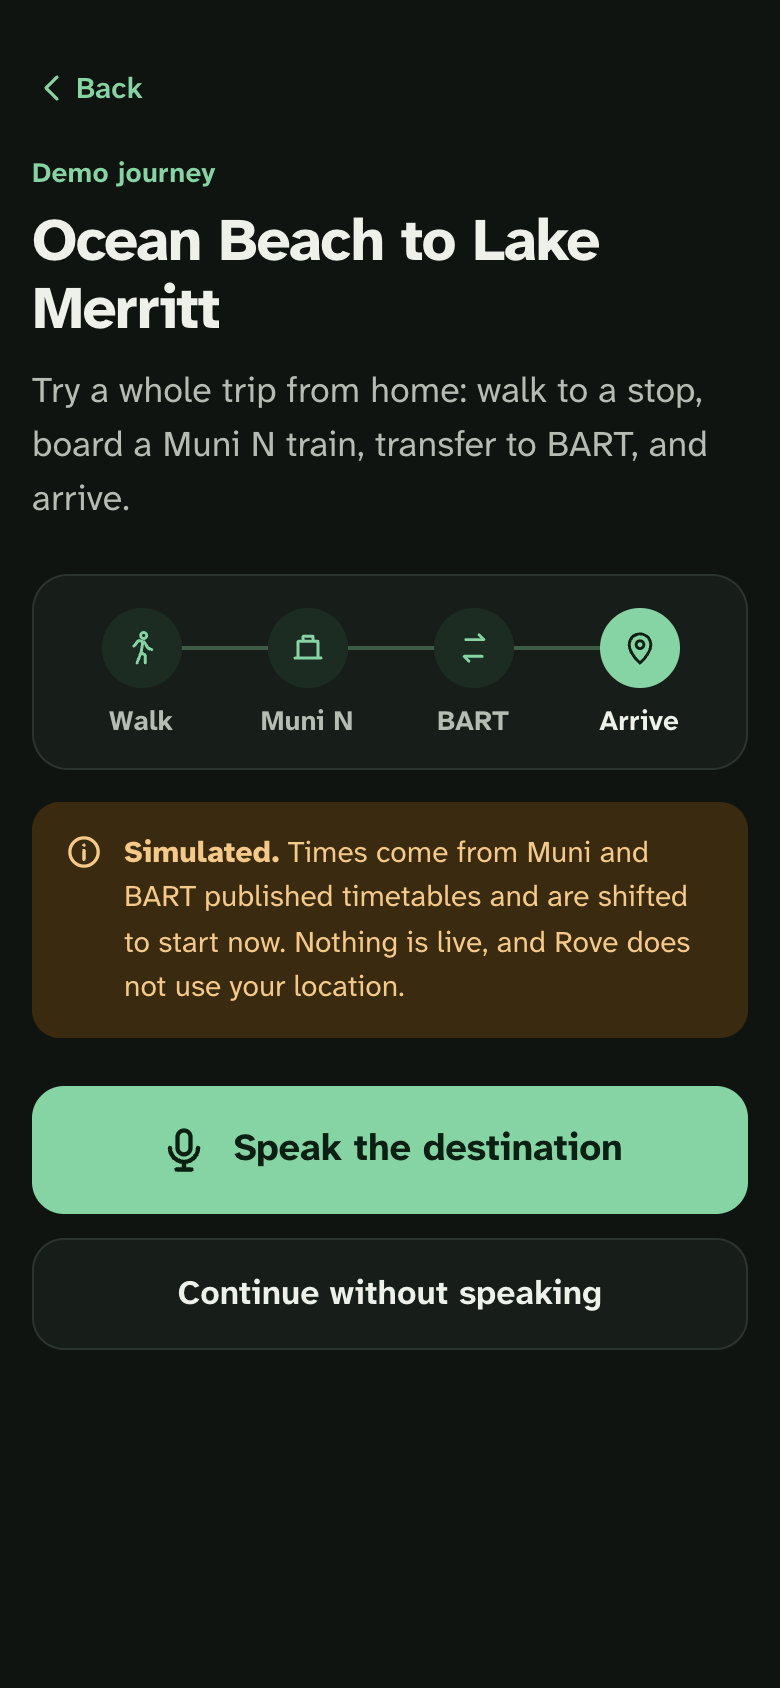 Back
Demo journey
Ocean Beach to Lake
Merritt
Try a whole trip from home: walk to a stop,
board a Muni N train, transfer to BART, and
arrive.
Walk
Muni N
BART
Arrive
Simulated. Times come from Muni and
BART published timetables and are shifted
to start now. Nothing is live, and Rove does
not use your location.
Speak the destination
Continue without speaking